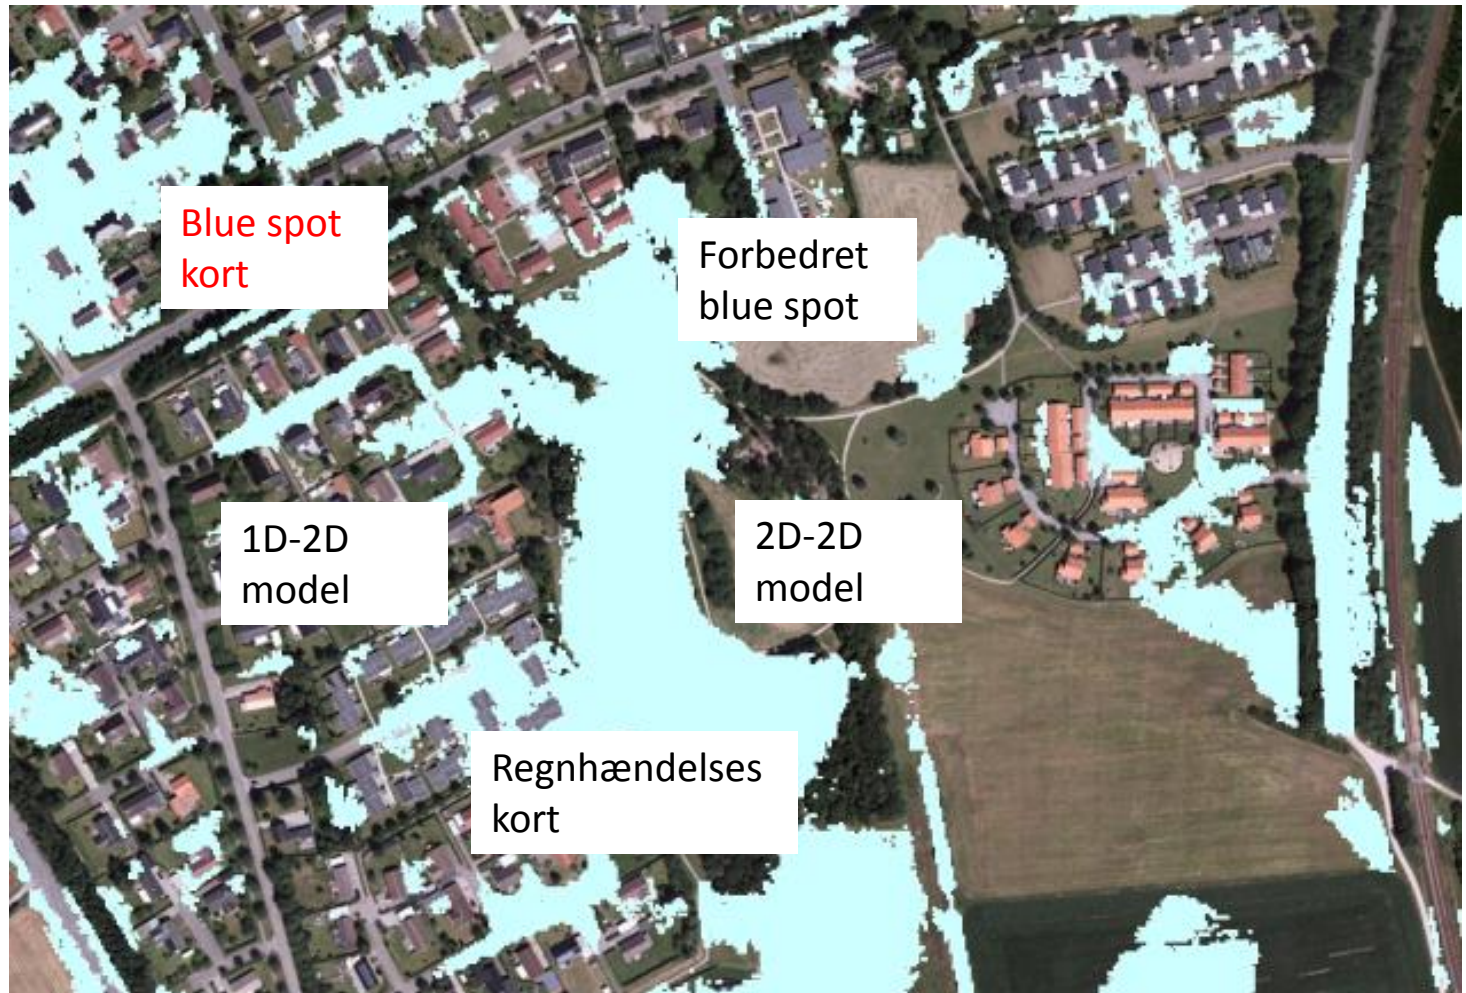 Blue spot
kort
Forbedret
blue spot
1D-2D
model
2D-2D
model
Regnhændelses
kort